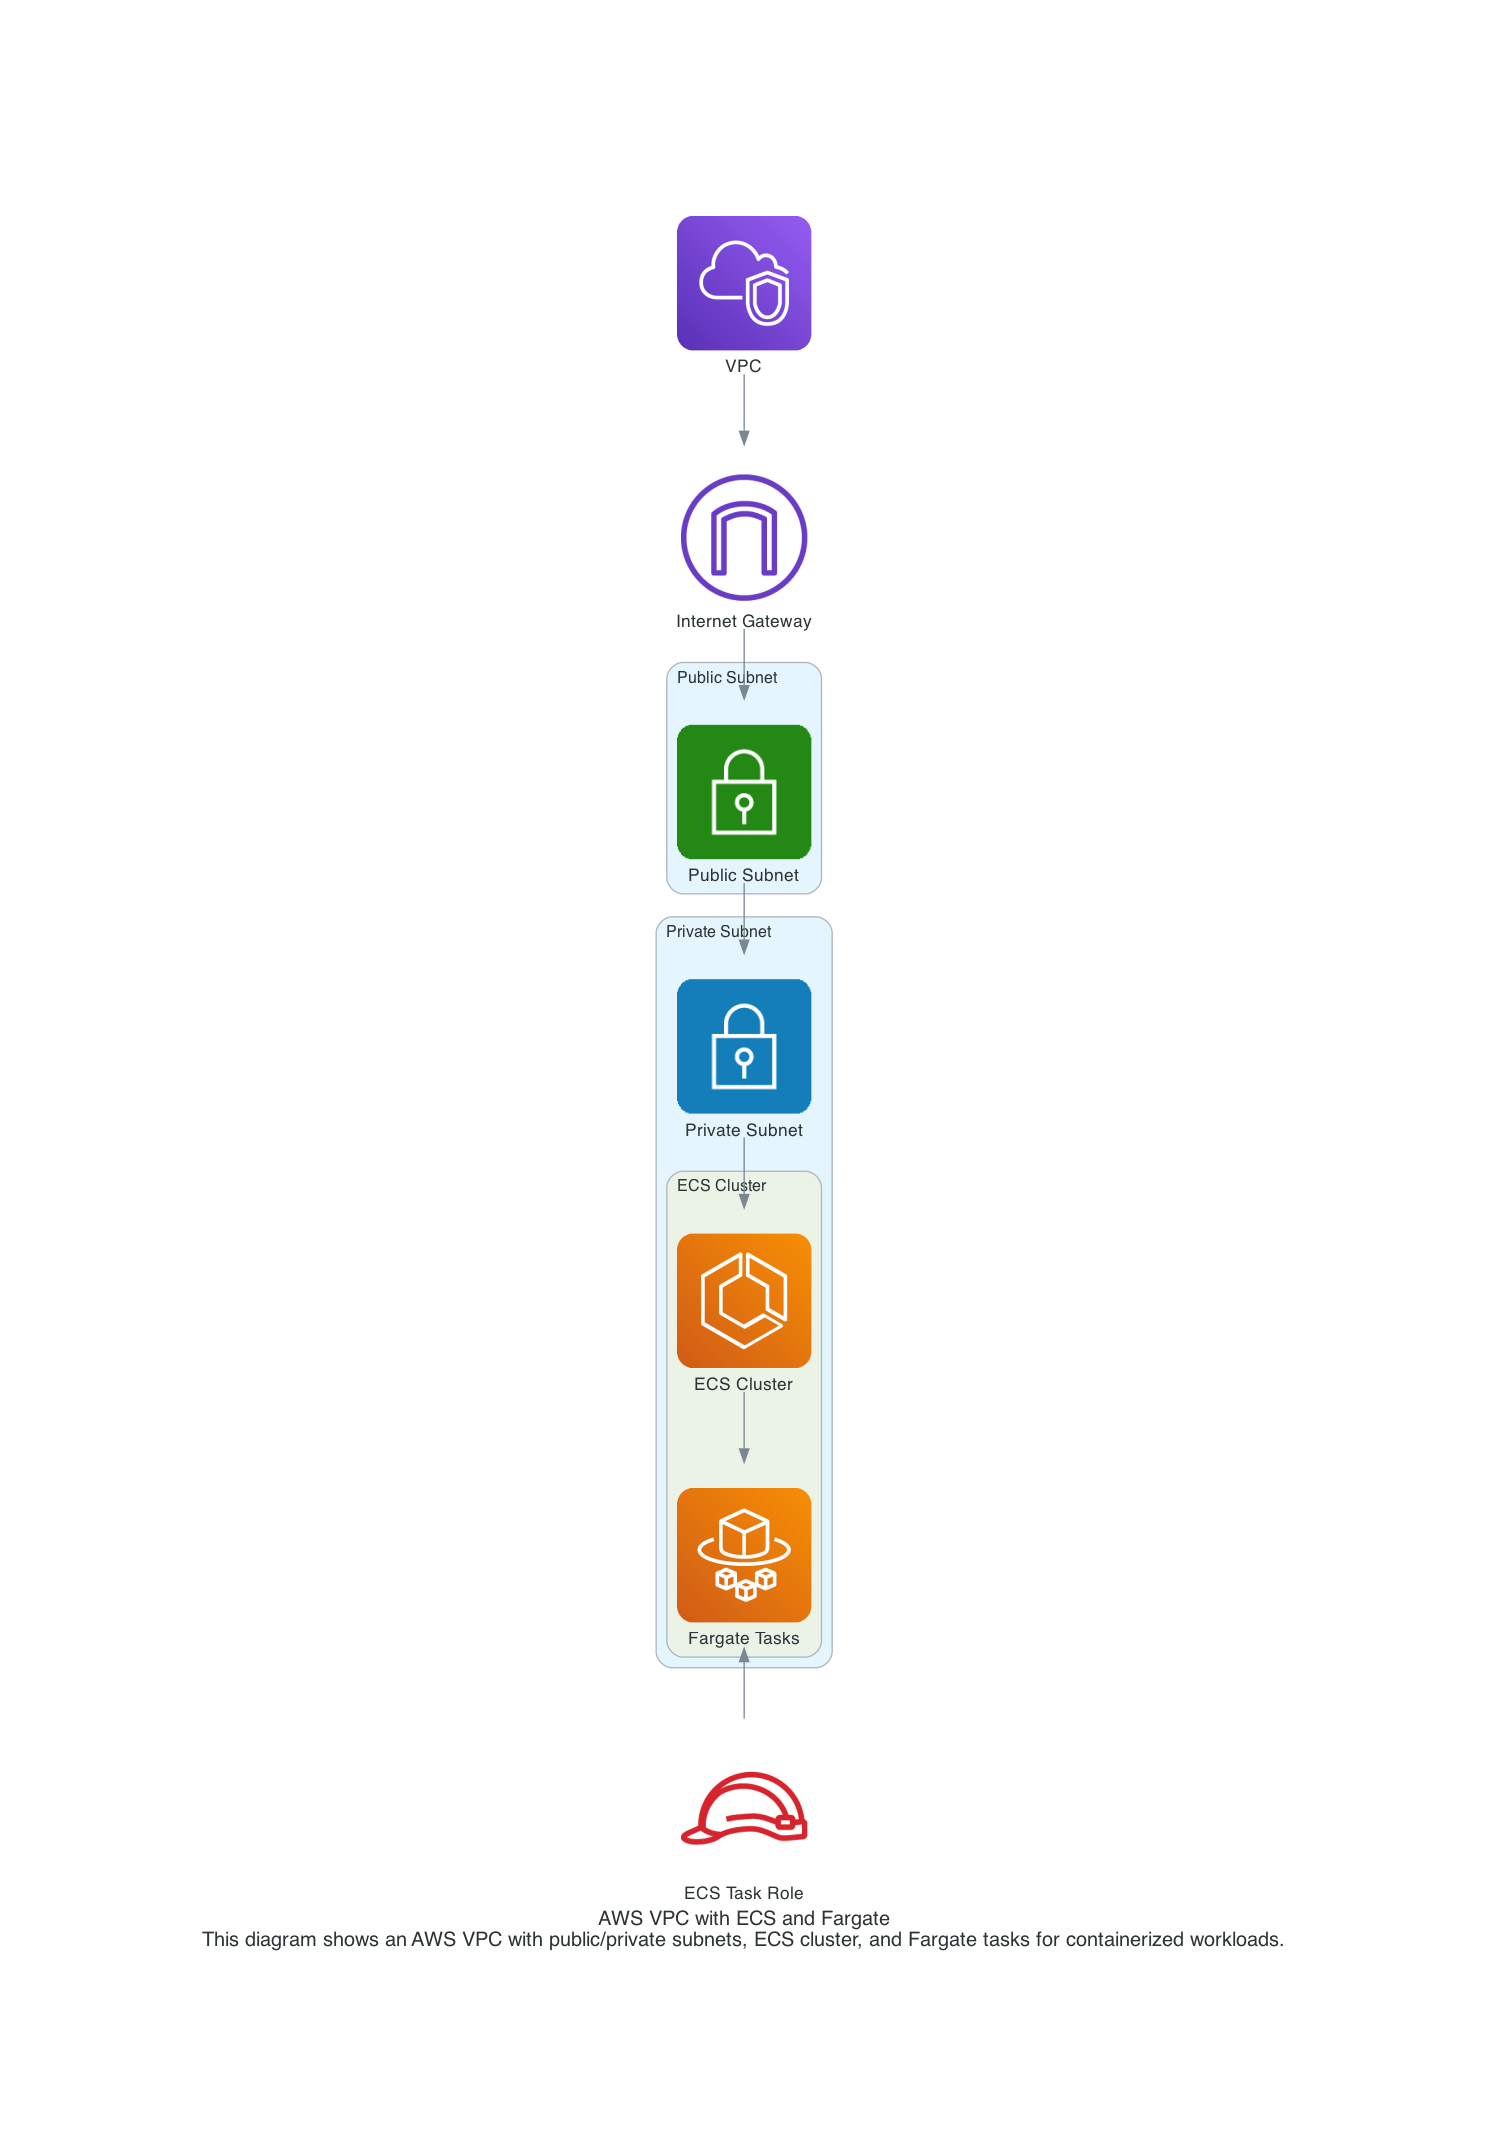 VPC
Internet Gateway
Public Subnet
Public Subnet
Private Subnet
Private Subnet
ECS Cluster
ECS Cluster
Fargate Tasks
ECS Task Role
AWS VPC with ECS and Fargate
This diagram shows an AWS VPC with public/private subnets, ECS cluster, and Fargate tasks for containerized workloads.